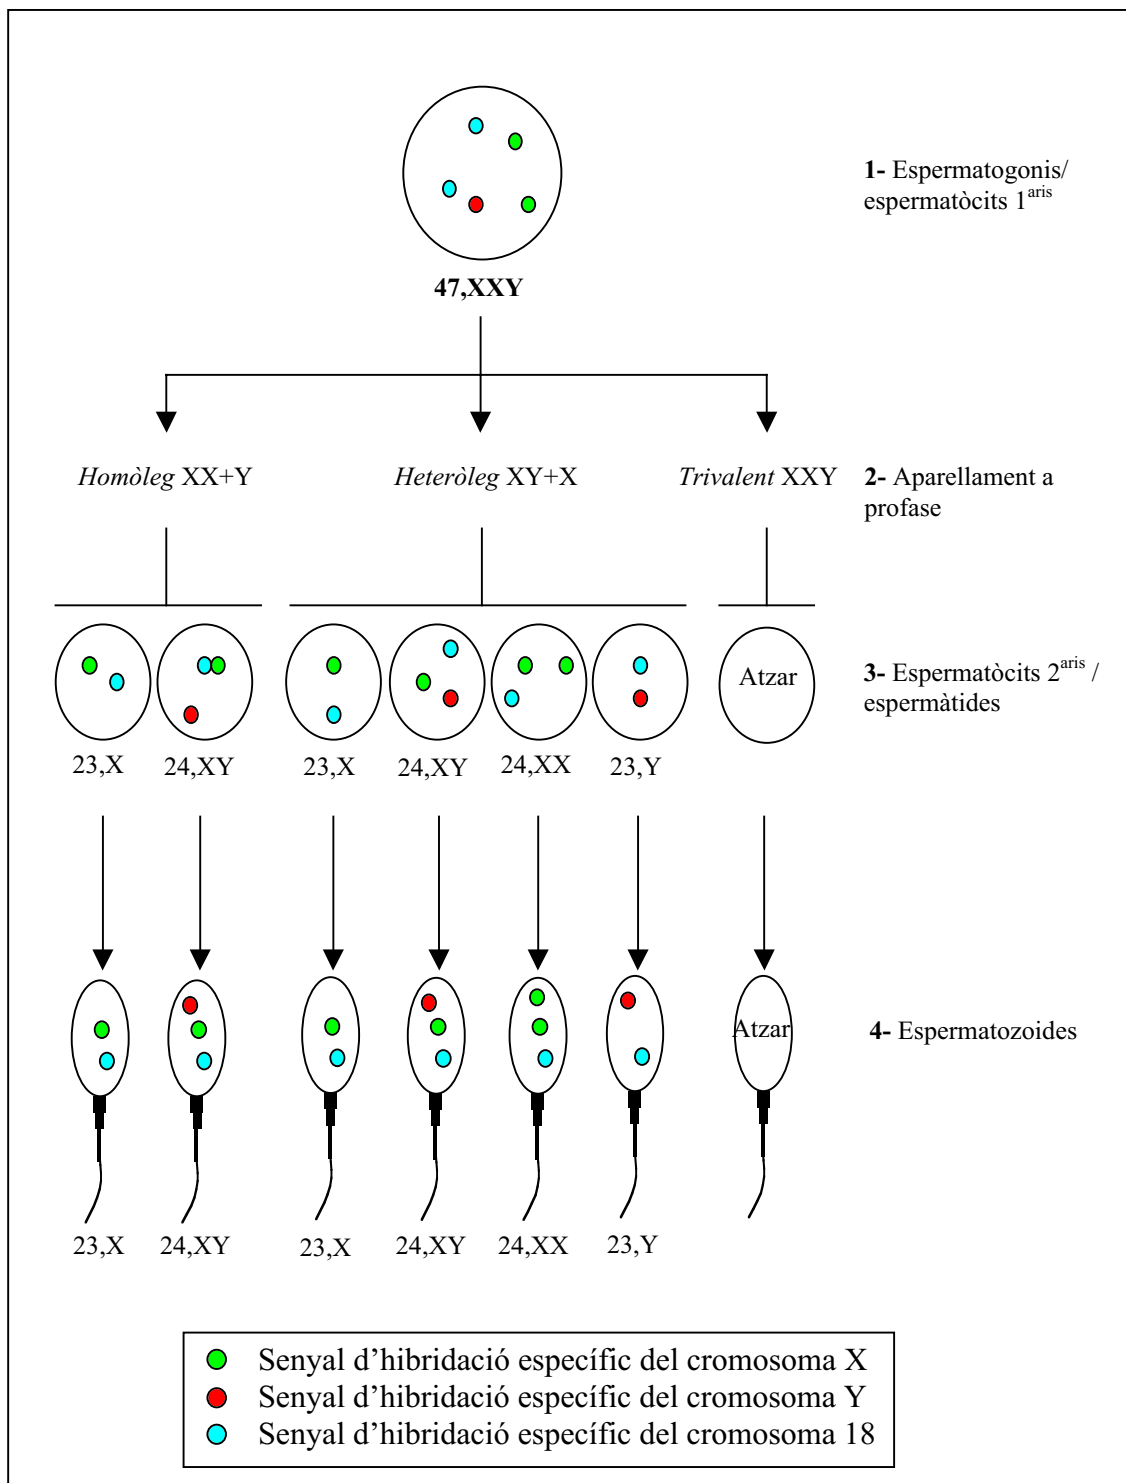 1- Espermatogonis/
espermatòcits 1aris
47,XXY
Homòleg XX+Y
Heteròleg XY+X
Trivalent XXY
2- Aparellament a
profase
Atzar
3- Espermatòcits 2aris /
espermàtides
23,X
24,XY
23,X
24,XY
24,XX
23,Y
Atzar
4- Espermatozoides
23,X
24,XY
23,X
24,XY
24,XX
23,Y
Senyal d’hibridació específic del cromosoma X
Senyal d’hibridació específic del cromosoma Y
Senyal d’hibridació específic del cromosoma 18